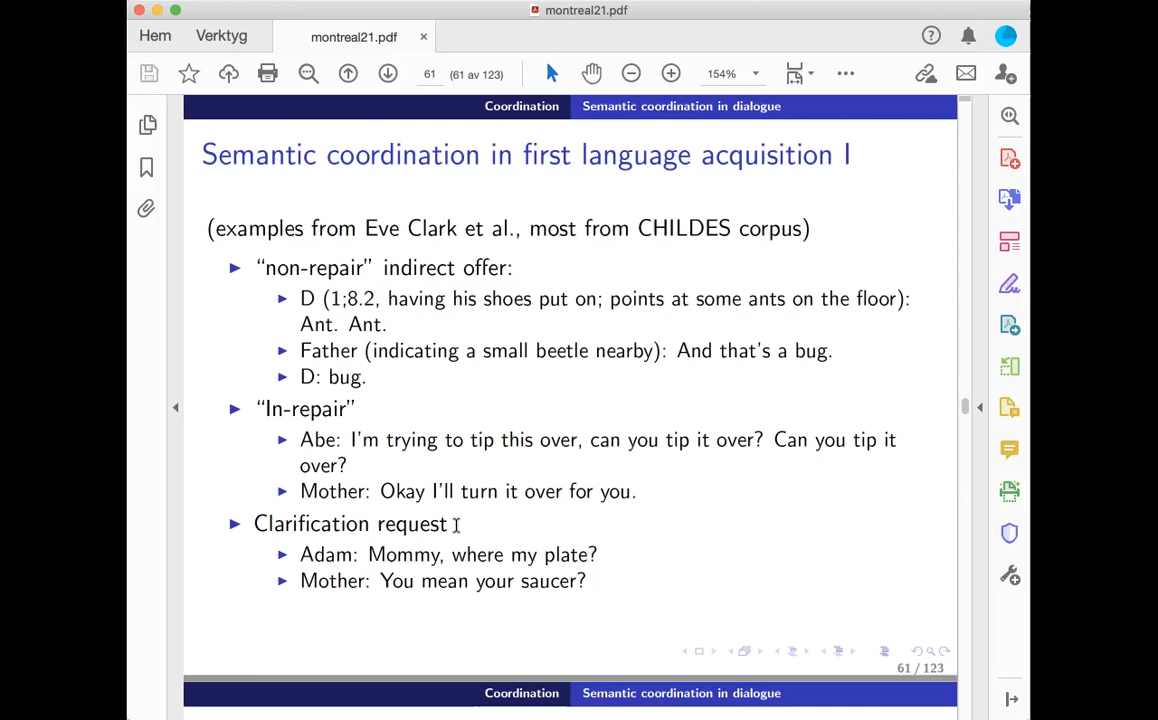 montreal21.pdf
Hem Verktyg montreal21.pdf ×
61 (61 av 123) 154%
Coordination Semantic coordination in dialogue
Semantic coordination in first language acquisition I
(examples from Eve Clark et al., most from CHILDES corpus)
“non-repair” indirect offer:
D (1;8.2, having his shoes put on; points at some ants on the floor):
Ant. Ant.
Father (indicating a small beetle nearby): And that’s a bug.
D: bug.
“In-repair”
Abe: I’m trying to tip this over, can you tip it over? Can you tip it
over?
Mother: Okay I’ll turn it over for you.
Clarification request
Adam: Mommy, where my plate?
Mother: You mean your saucer?
61 / 123
Coordination Semantic coordination in dialogue